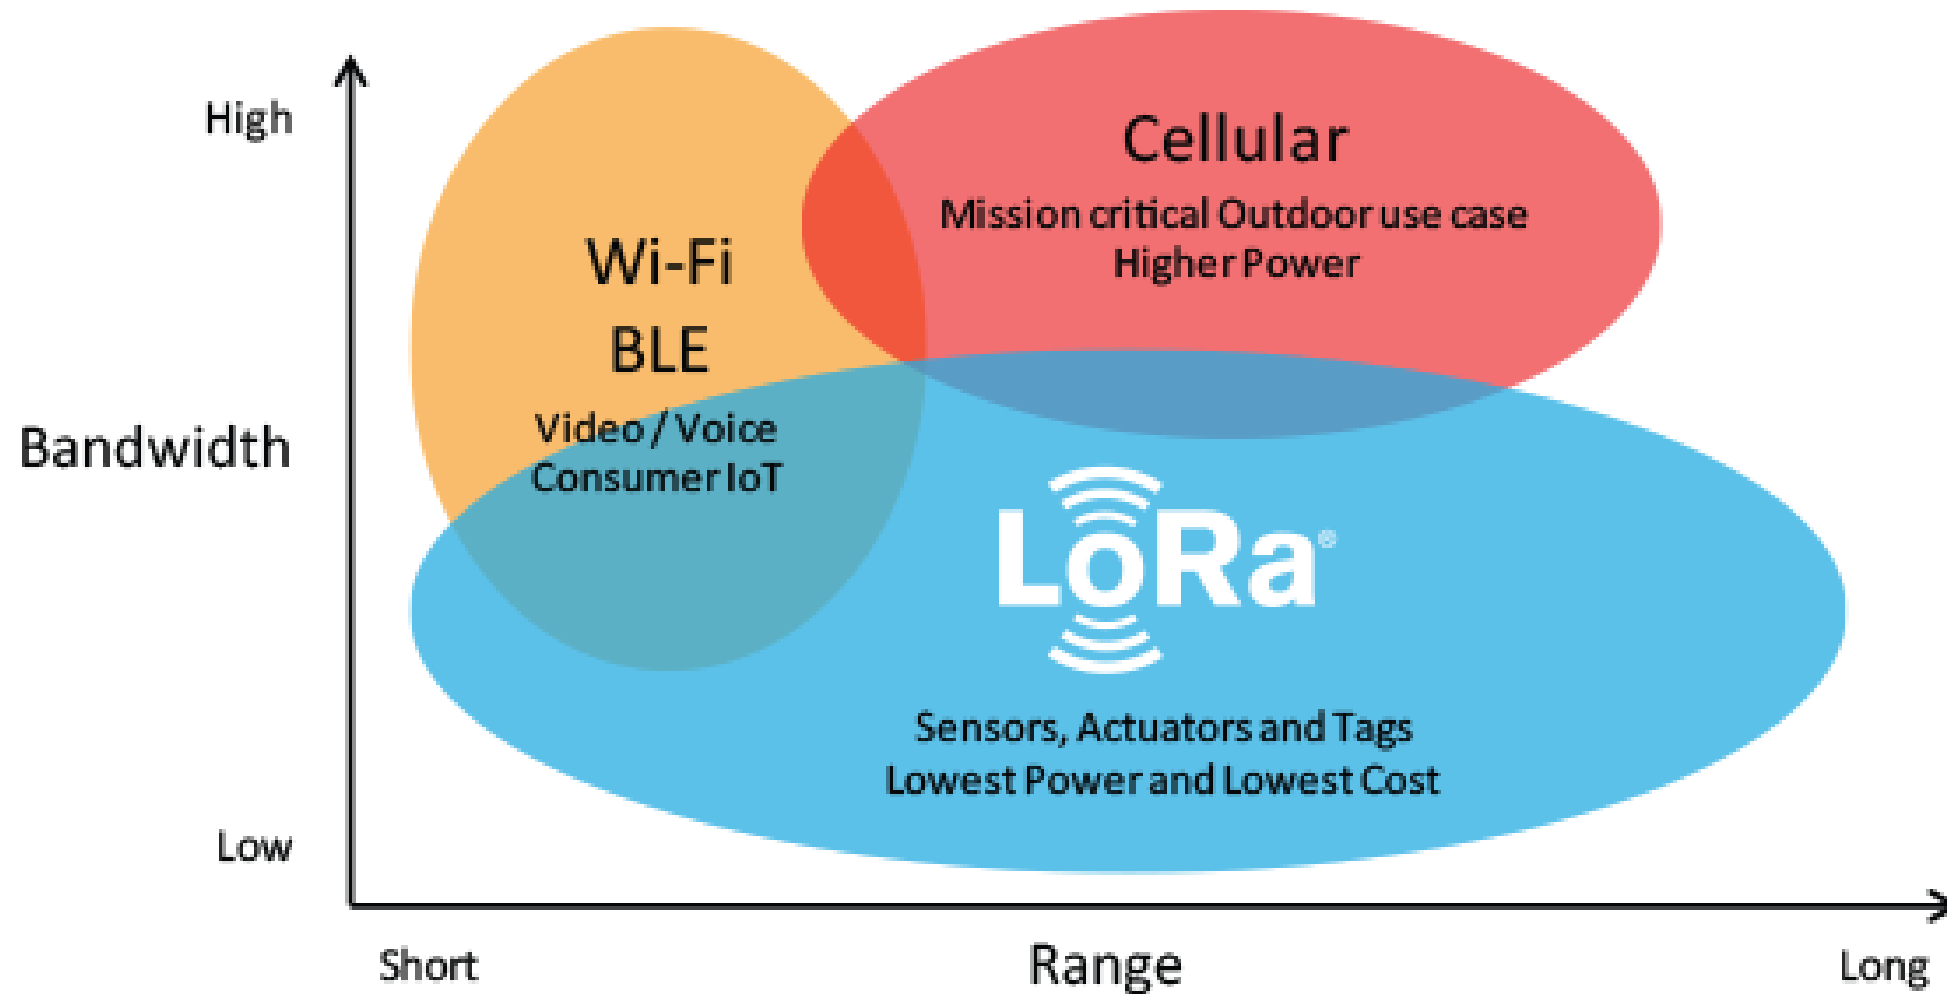 High
Cellular
Mission critical Outdoor use case
Higher Power
Wi-Fi
BLE
Video / Voice
Consumer IoT
Bandwidth
LoRa®
Sensors, Actuators and Tags
Lowest Power and Lowest Cost
Low
Short
Range
Long